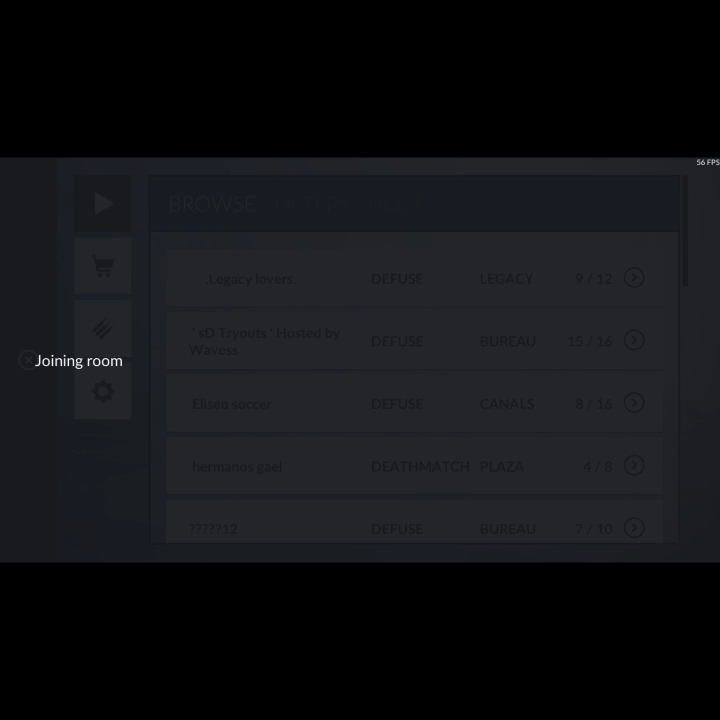 56 FPS
BROWSE
.Legacy lovers.
DEFUSE
LEGACY
9 / 12
' sD Tryouts ' Hosted by
Wavess
DEFUSE
BUREAU
15 / 16
Joining room
Eliseo soccer
DEFUSE
CANALS
8 / 16
hermanos gael
DEATHMATCH
PLAZA
4 / 8
?????12
DEFUSE
BUREAU
7 / 10